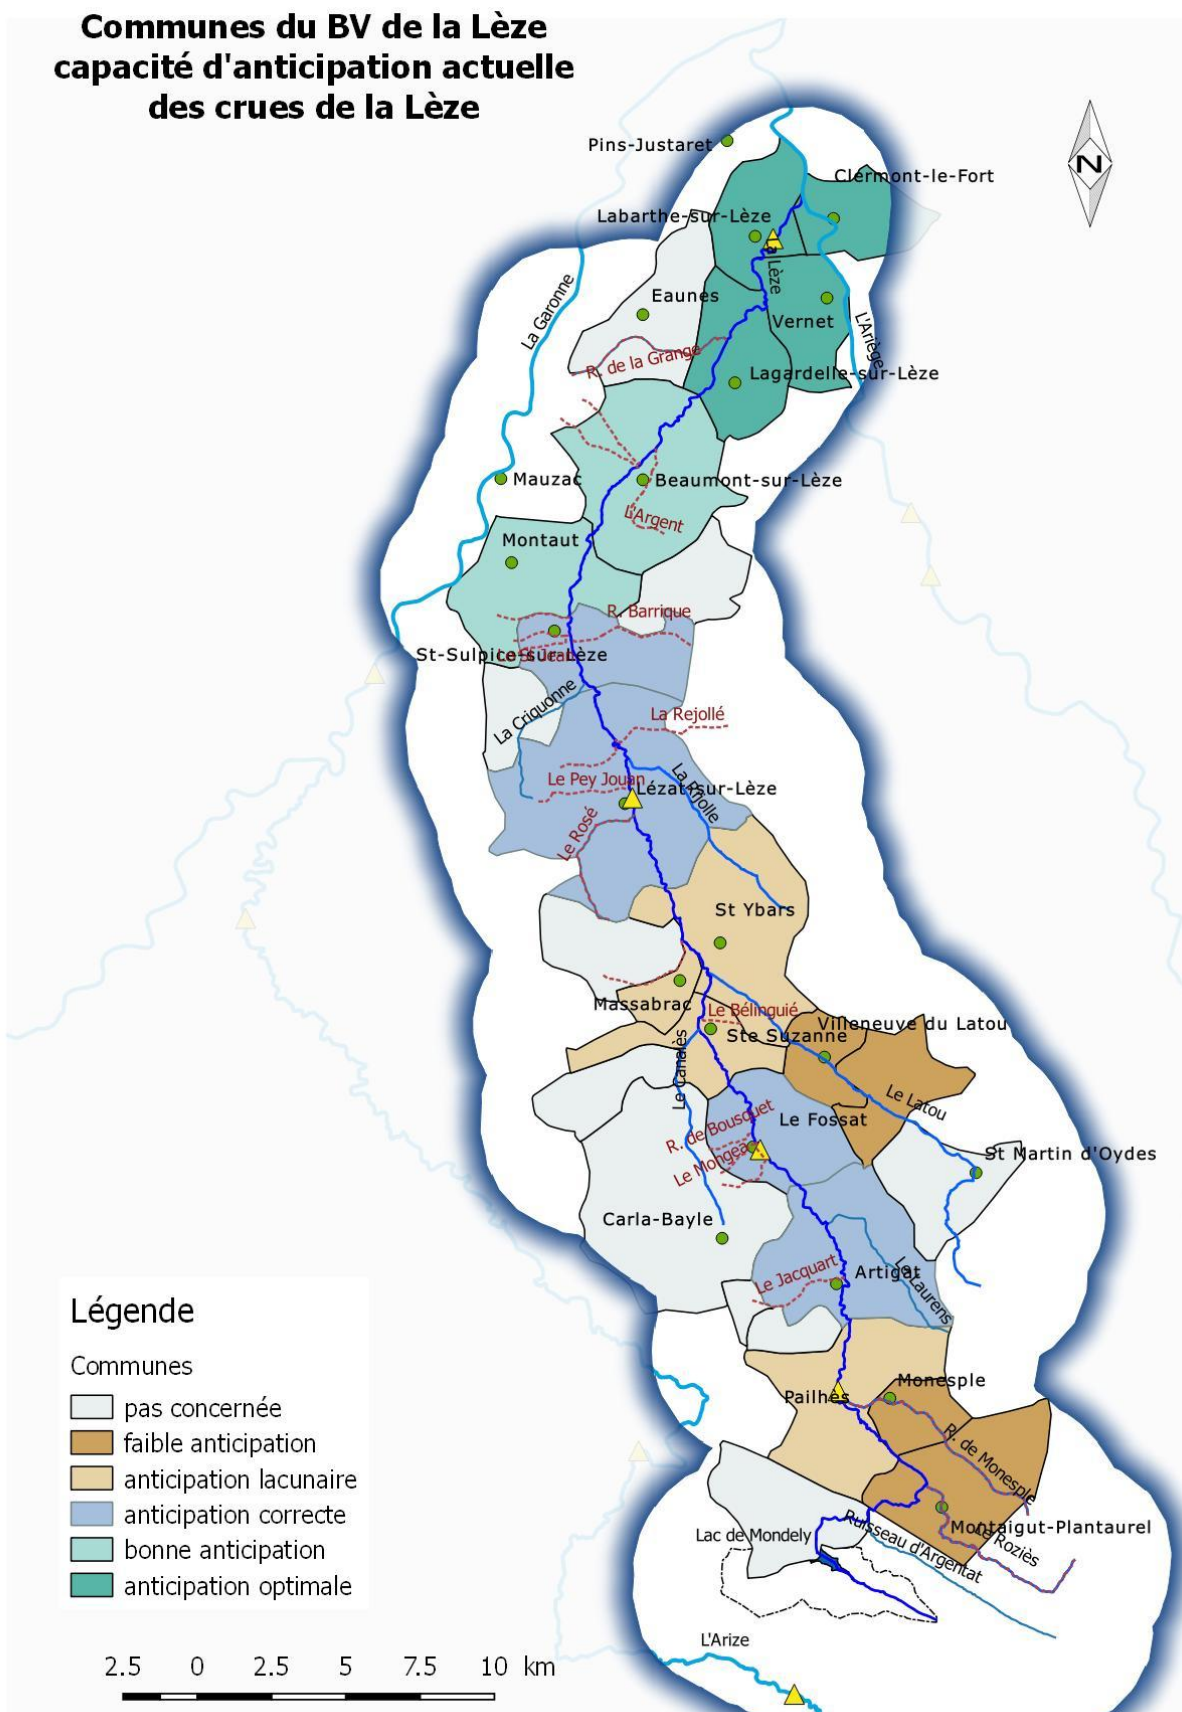 Communes du BV de la Lèze
capacité d'anticipation actuelle
des crues de la Lèze
Pins-Justaret
N
Clermont-le-Fort
Labarthe-sur-Lèze
La Lèze
La Garonne
Eaunes
Vernet
L'Ariège
R. de la Grange
Lagardelle-sur-Lèze
Mauzac
Beaumont-sur-Lèze
L'Argent
Montaut
R. Barrique
St-Sulpice-sur-Lèze
La Criquonne
La Rejollé
Le Pey Jouan
Lézat-sur-Lèze
Le Rosé
St Ybars
Massabrac
Le Bélinguié
Villeneuve du Latou
Ste Suzanne
Le Canalès
Le Latou
R. de Bousquet
Le Fossat
Le Mongea
St Martin d'Oydes
Carla-Bayle
Le Jacquart
Artigat
Le Laurens
Légende
Communes
pas concernée
faible anticipation
anticipation lacunaire
anticipation correcte
bonne anticipation
anticipation optimale
Monesple
Pailhès
R. de Monesple
Lac de Mondely
Ruisseau d'Argentat
Montaigut-Plantaurel
Le Roziès
L'Arize
2.5 0 2.5 5 7.5 10 km